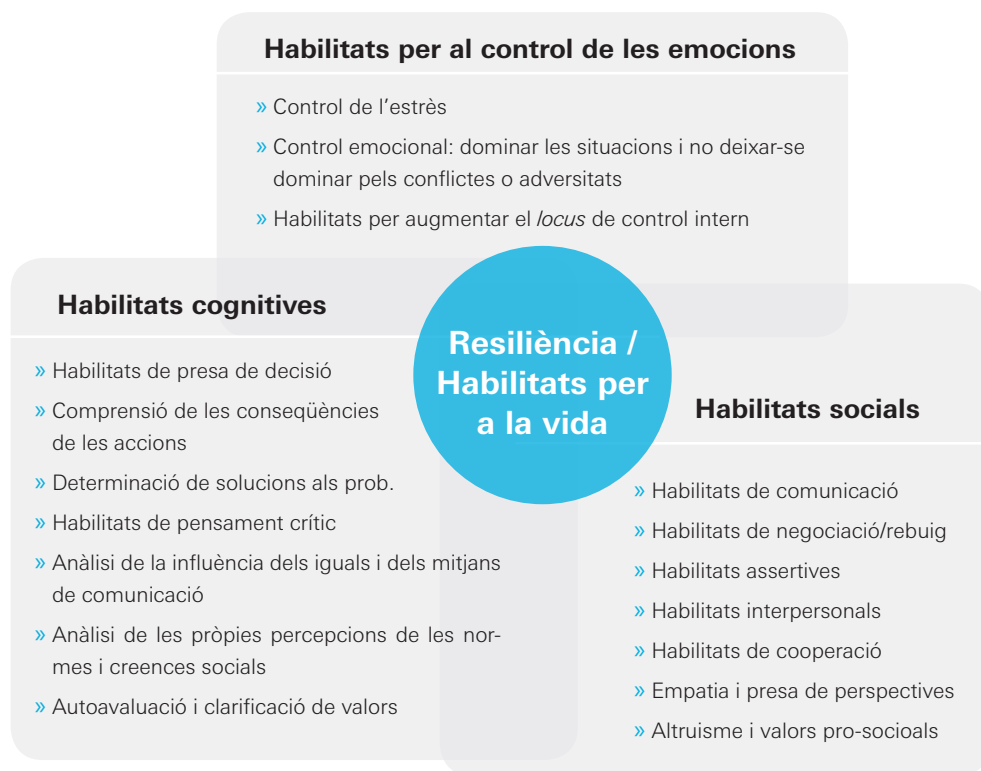 Habilitats per al control de les emocions
» Control de l'estrès
» Control emocional: dominar les situacions i no deixar-se
dominar pels conflictes o adversitats
» Habilitats per augmentar el locus de control intern
Habilitats cognitives
» Habilitats de presa de decisió
» Comprensió de les conseqüències
de les accions
» Determinació de solucions als prob.
» Habilitats de pensament crític
» Anàlisi de la influència dels iguals i dels mitjans
de comunicació
» Anàlisi de les pròpies percepcions de les nor-
mes i creences socials
» Autoavaluació i clarificació de valors
Resiliència /
Habilitats per
a la vida
Habilitats socials
» Habilitats de comunicació
» Habilitats de negociació/rebuig
» Habilitats assertives
» Habilitats interpersonals
» Habilitats de cooperació
» Empatia i presa de perspectives
» Altruisme i valors pro-socioals